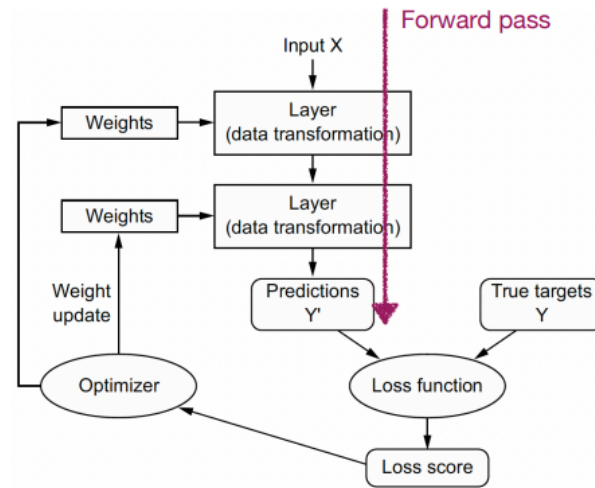 Forward pass
Input X
Layer
(data transformation)
Weights
Layer
(data transformation)
Weights
Weight
update
Predictions
Y'
True targets
Y
Optimizer
Loss function
Loss score